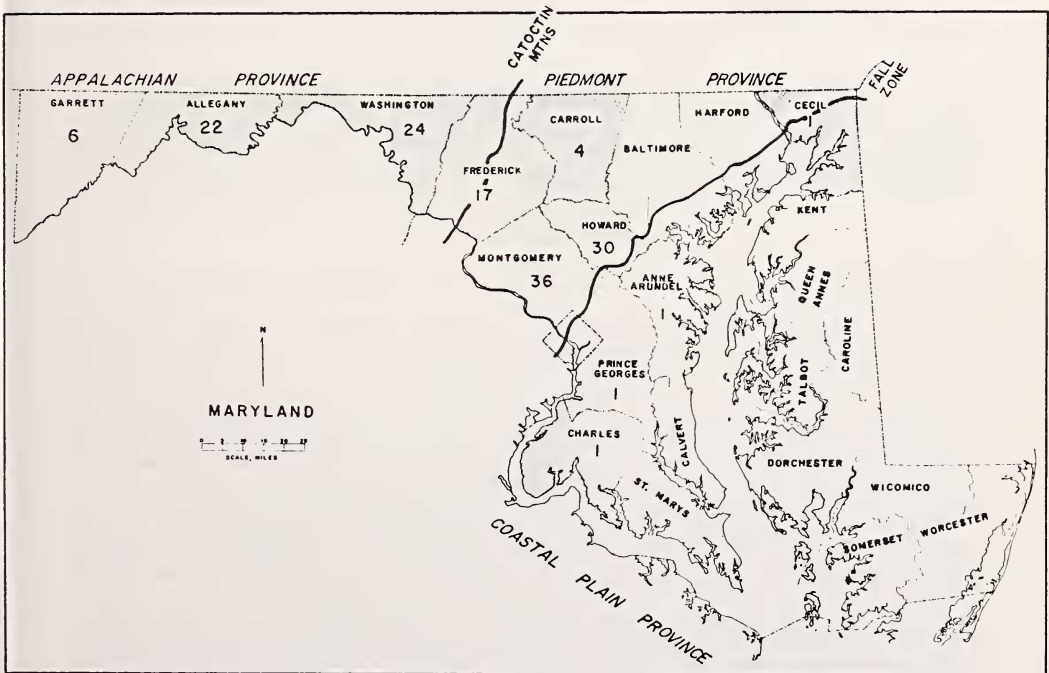 CATOCTIN
MTNS
APPALACHIAN PROVINCE PIEDMONT PROVINCE
FALL
ZONE
GARRETT
6
ALLEGANY
22
WASHINGTON
24
FREDERICK
17
CARROLL
4
BALTIMORE
HARFORD
CECIL
1
KENT
HOWARD
30
MONTGOMERY
36
ANNE
ARUNDEL
1
QUEEN
ANNES
CAROLINE
TALBOT
PRINCE
GEORGES
1
CHARLES
1
CALVERT
ST. MARYS
DORCHESTER
WICOMICO
SOMERSET
WORCESTER
COASTAL PLAIN PROVINCE
N
MARYLAND
SCALE, MILES